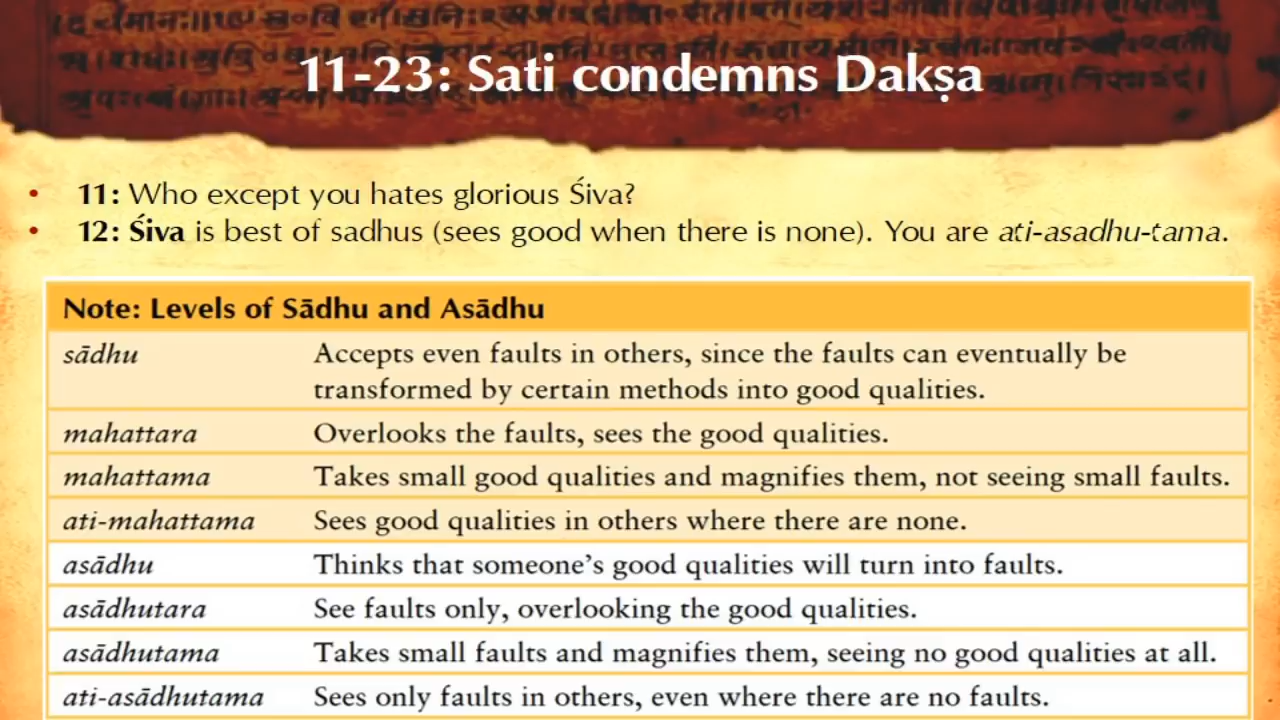 11-23: Sati condemns Dakṣa
• 11: Who except you hates glorious Śiva?
• 12: Śiva is best of sadhus (sees good when there is none). You are ati-asadhu-tama.
Note: Levels of Sādhu and Asādhu
sādhu Accepts even faults in others, since the faults can eventually be
transformed by certain methods into good qualities.
mahattara Overlooks the faults, sees the good qualities.
mahattama Takes small good qualities and magnifies them, not seeing small faults.
ati-mahattama Sees good qualities in others where there are none.
asādhu Thinks that someone’s good qualities will turn into faults.
asādhutara See faults only, overlooking the good qualities.
asādhutama Takes small faults and magnifies them, seeing no good qualities at all.
ati-asādhutama Sees only faults in others, even where there are no faults.